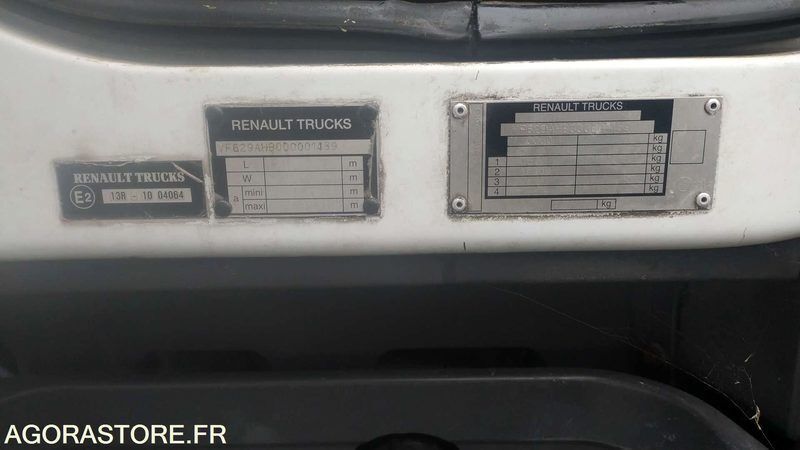 RENAULT TRUCKS
E2
13R - 10 04064
RENAULT TRUCKS
L m
W m
a mini m
maxi m
RENAULT TRUCKS
kg
kg
1 kg
2 kg
3 kg
4 kg
kg
AGORASTORE.FR